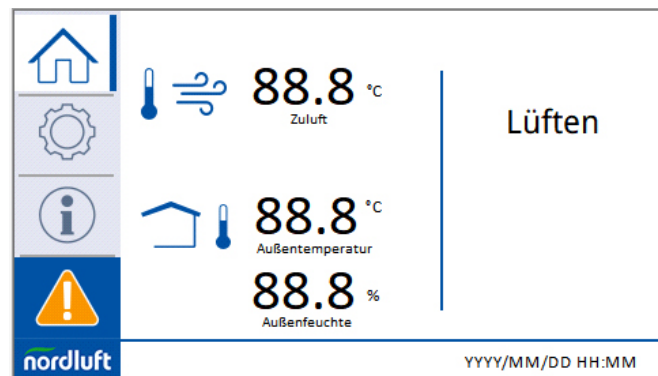 88.8 °C
Zuluft
Lüften
88.8 °C
Außentemperatur
88.8 %
Außenfeuchte
nordluft
YYYY/MM/DD HH:MM